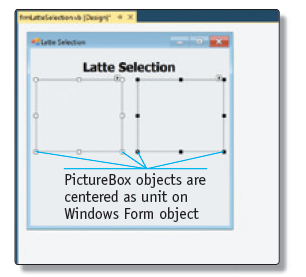 frmLatteSelection.vb [Design]*
Latte Selection
Latte Selection
PictureBox objects are
centered as unit on
Windows Form object